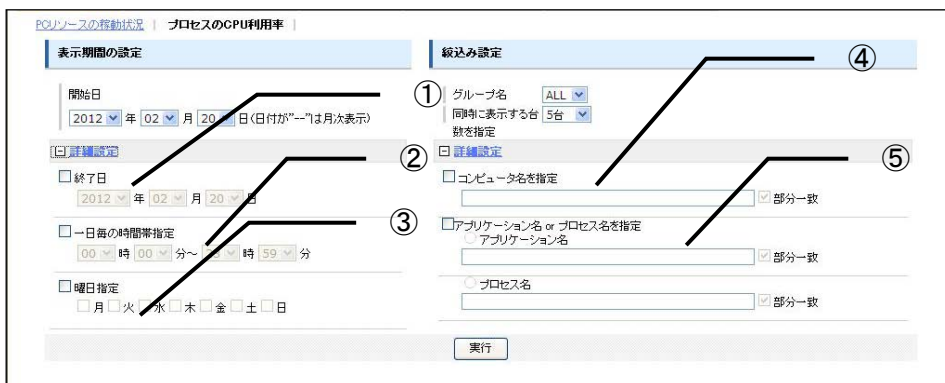 PCリソースの稼動状況 | プロセスのCPU利用率 |
表示期間の設定
開始日
2012 年 02 月 20 日(日付が"--"は月次表示)
詳細設定
終了日
2012 年 02 月 20 日
一日毎の時間帯指定
00 時 00 分～ 23 時 59 分
曜日指定
月 火 水 木 金 土 日
①
②
③
絞込み設定
④
グループ名 ALL
同時に表示する台 5台
数を指定
詳細設定
⑤
コンピュータ名を指定
部分一致
アプリケーション名 or プロセス名を指定
アプリケーション名
部分一致
プロセス名
部分一致
実行